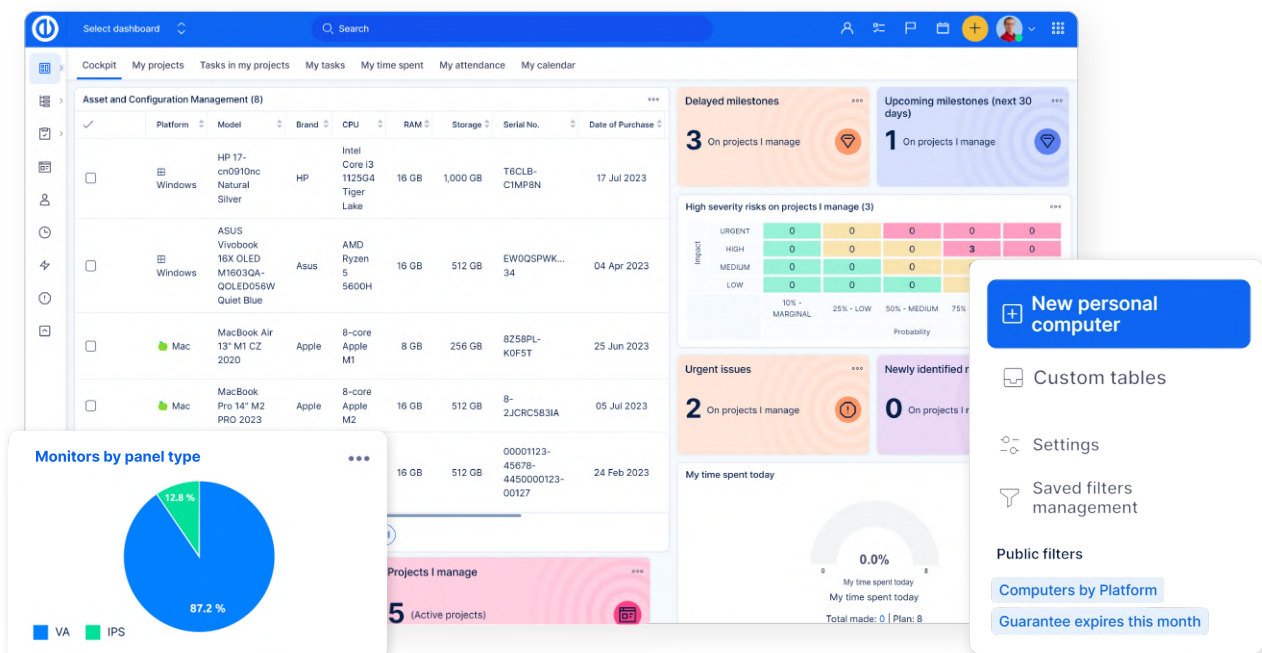 Select dashboard
Search
Cockpit My projects Tasks in my projects My tasks My time spent My attendance My calendar
Asset and Configuration Management (8)
Platform Model Brand CPU RAM Storage Serial No. Date of Purchase
Windows HP 17-cn0910nc Natural Silver HP Intel Core i3 1125G4 Tiger Lake 16 GB 1,000 GB T6CLB-C1MP8N 17 Jul 2023
Windows ASUS Vivobook 16X OLED M1603QA-QOLED056W Quiet Blue Asus AMD Ryzen 5 5600H 16 GB 512 GB EW0QSPWK... 34 04 Apr 2023
Mac MacBook Air 13" M1 CZ 2020 Apple 8-core Apple M1 8 GB 256 GB 8Z58PL-K0F5T 25 Jun 2023
Mac MacBook Pro 14" M2 PRO 2023 Apple 8-core Apple M2 16 GB 512 GB 8-2JCRC583IA 05 Jul 2023
16 GB 512 GB 00001123-45678-4450000123-00127 24 Feb 2023
Delayed milestones
3 On projects I manage
Upcoming milestones (next 30 days)
1 On projects I manage
High severity risks on projects I manage (3)
Impact
URGENT 0 0 0 0 0
HIGH 0 0 0 3 0
MEDIUM 0 0 0
LOW 0 0 0
10% - MARGINAL 25% - LOW 50% - MEDIUM 75% -
Probability
Urgent issues
2 On projects I manage
Newly identified
0 On projects I
My time spent today
0.0%
0 8
My time spent today
My time spent today
Total made: 0 | Plan: 8
Projects I manage
5 (Active projects)
Monitors by panel type
12.8 %
87.2 %
VA IPS
New personal
computer
Custom tables
Settings
Saved filters
management
Public filters
Computers by Platform
Guarantee expires this month